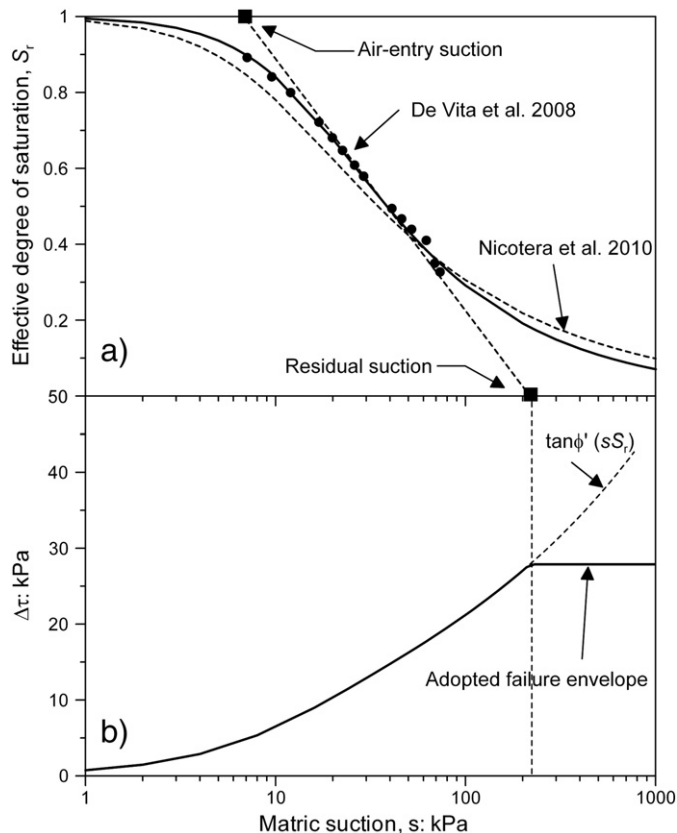 1
Air-entry suction
0.8
De Vita et al. 2008
0.6
Effective degree of saturation, Sr
0.4
Nicotera et al. 2010
0.2
a)
Residual suction
50
tanϕ' (sSr)
40
30
Δτ: kPa
20
Adopted failure envelope
10
b)
0
1 10 100 1000
Matric suction, s: kPa